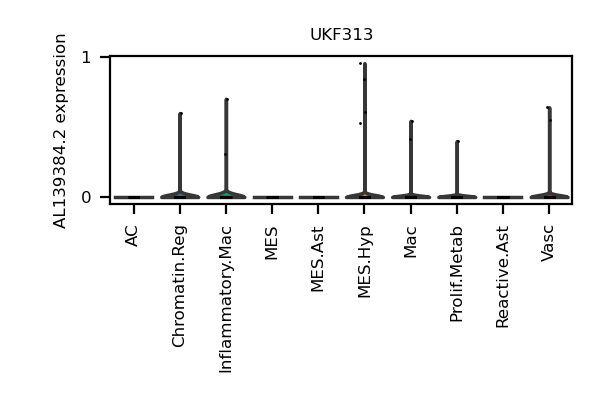 UKF313
AL139384.2 expression
1
0
AC
Chromatin.Reg
Inflammatory.Mac
MES
MES.Ast
MES.Hyp
Mac
Prolif.Metab
Reactive.Ast
Vasc